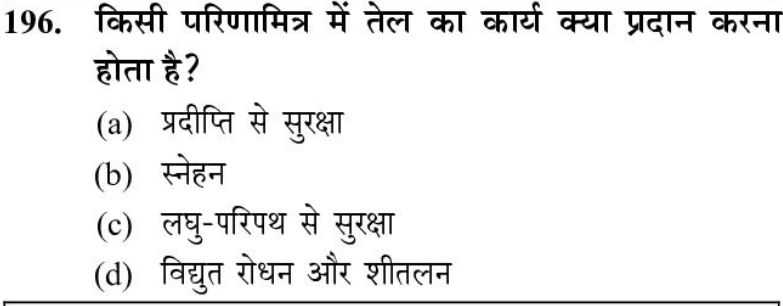 196. किसी परिणामित्र में तेल का कार्य क्या प्रदान करना
होता है?
(a) प्रदीप्ति से सुरक्षा
(b) स्नेहन
(c) लघु-परिपथ से सुरक्षा
(d) विद्युत रोधन और शीतलन